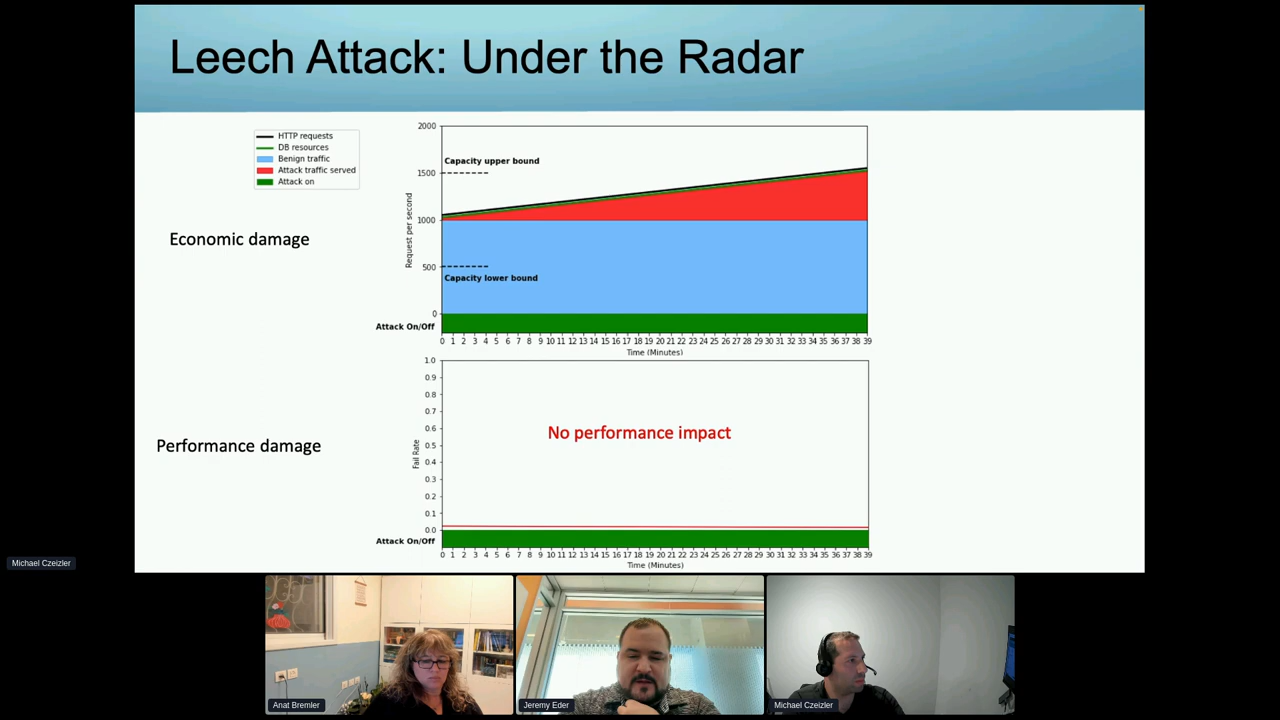 Leech Attack: Under the Radar
HTTP requests
DB resources
Benign traffic
Attack traffic served
Attack on
Economic damage
2000
1500
1000
500
0
Request per second
Capacity upper bound
Capacity lower bound
Attack On/Off
0 1 2 3 4 5 6 7 8 9 10 11 12 13 14 15 16 17 18 19 20 21 22 23 24 25 26 27 28 29 30 31 32 33 34 35 36 37 38 39
Time (Minutes)
Performance damage
1.0
0.9
0.8
0.7
0.6
0.5
0.4
0.3
0.2
0.1
0.0
Fail Rate
No performance impact
Attack On/Off
0 1 2 3 4 5 6 7 8 9 10 11 12 13 14 15 16 17 18 19 20 21 22 23 24 25 26 27 28 29 30 31 32 33 34 35 36 37 38 39
Time (Minutes)
Michael Czeizler
Anat Bremler
Jeremy Eder
Michael Czeizler